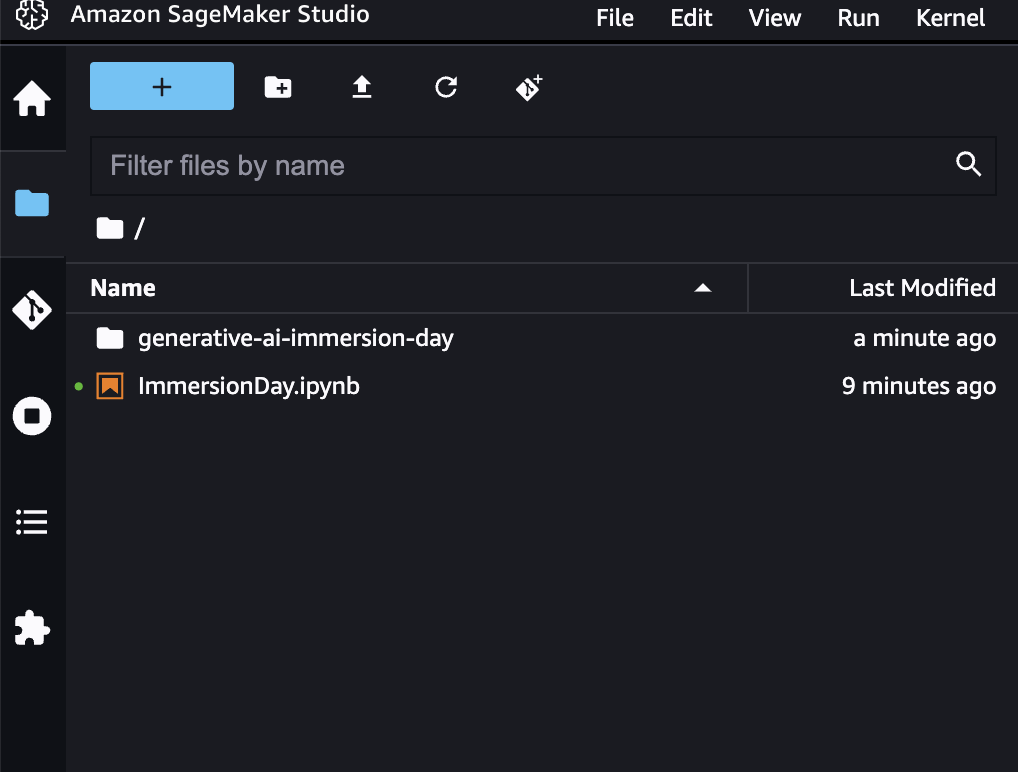 Amazon SageMaker Studio File Edit View Run Kernel
+
Filter files by name
/
Name Last Modified
generative-ai-immersion-day a minute ago
ImmersionDay.ipynb 9 minutes ago